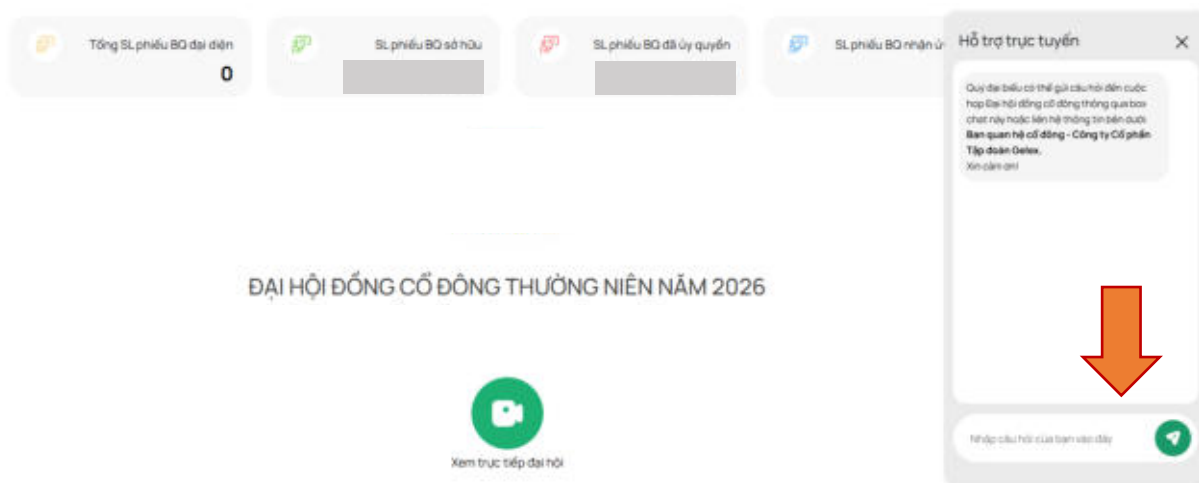 Tổng SL phiếu BQ đại diện
0
SL phiếu BQ sở hữu
SL phiếu BQ đã ủy quyền
SL phiếu BQ nhận ủ
Hỗ trợ trực tuyến
Quý đại biểu có thể gửi câu hỏi đến cuộc
họp Đại hội đồng cổ đông thông qua box
chat này hoặc liên hệ thông tin bên dưới
Ban quan hệ cổ đông - Công ty Cổ phần
Tập đoàn Gelex.
Xin cảm ơn!
ĐẠI HỘI ĐỒNG CỔ ĐÔNG THƯỜNG NIÊN NĂM 2026
Xem trực tiếp đại hội
Nhập câu hỏi của bạn vào đây